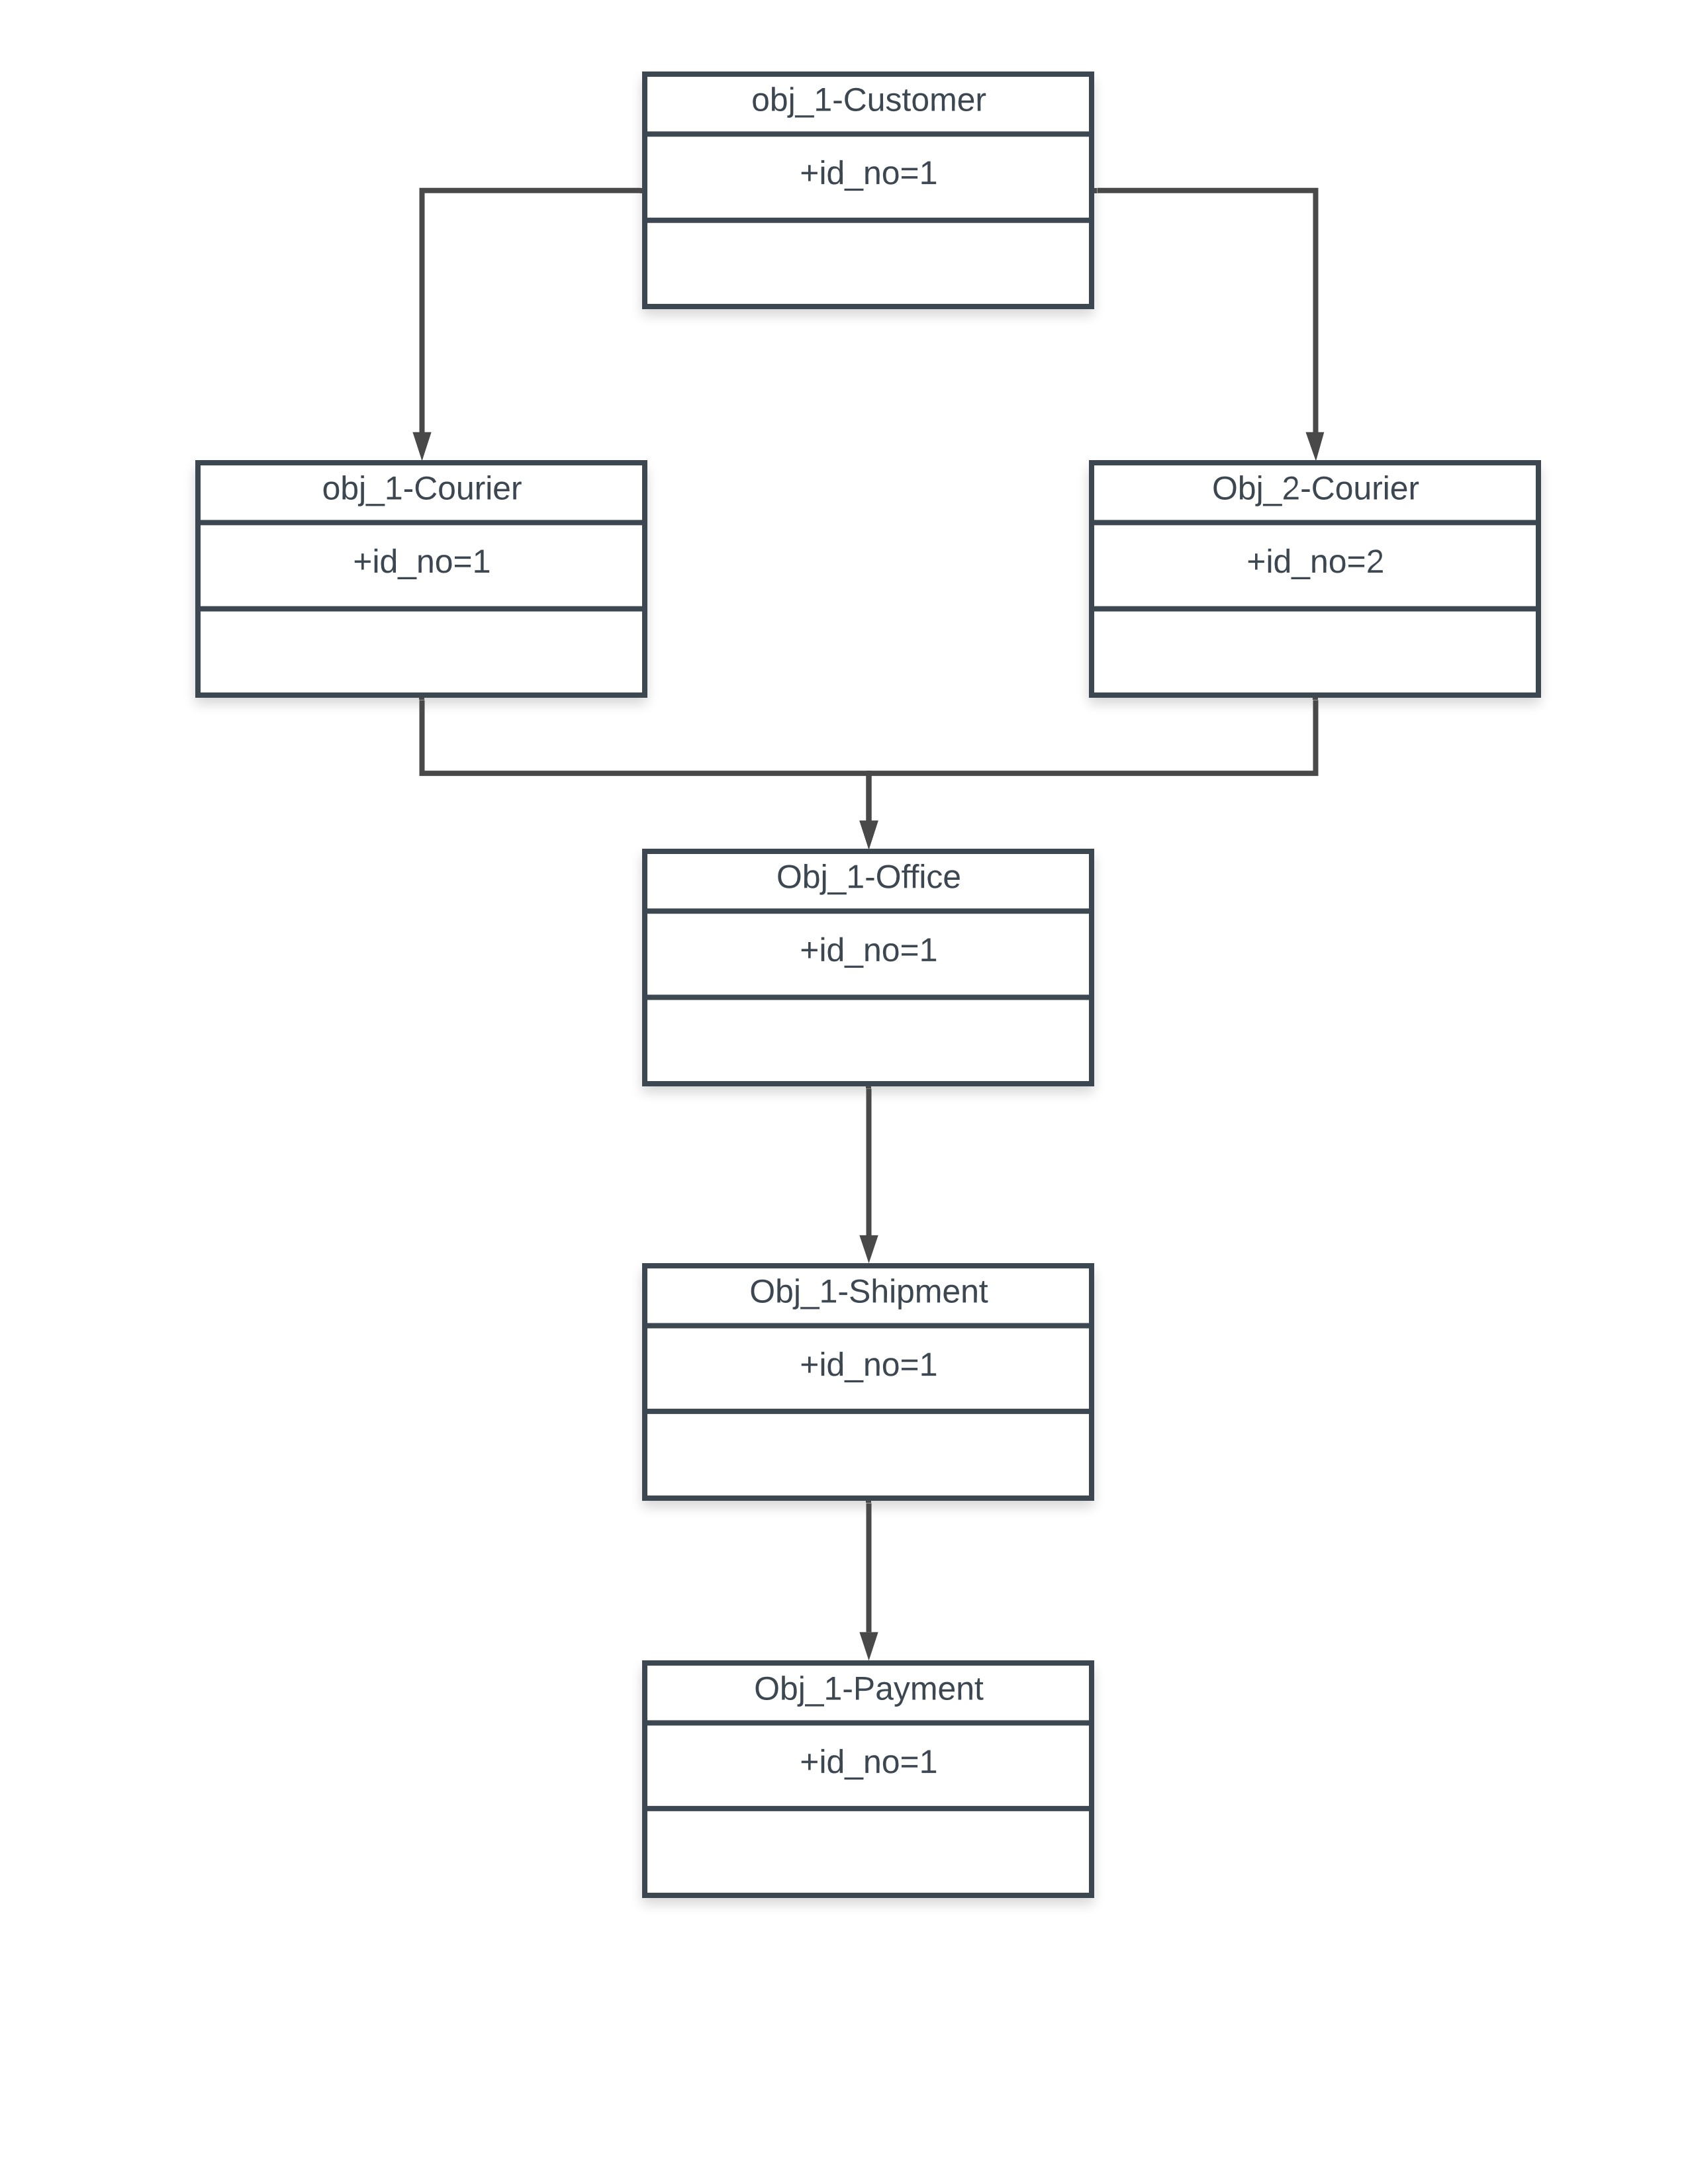 obj_1-Customer
+id_no=1
obj_1-Courier
+id_no=1
Obj_2-Courier
+id_no=2
Obj_1-Office
+id_no=1
Obj_1-Shipment
+id_no=1
Obj_1-Payment
+id_no=1